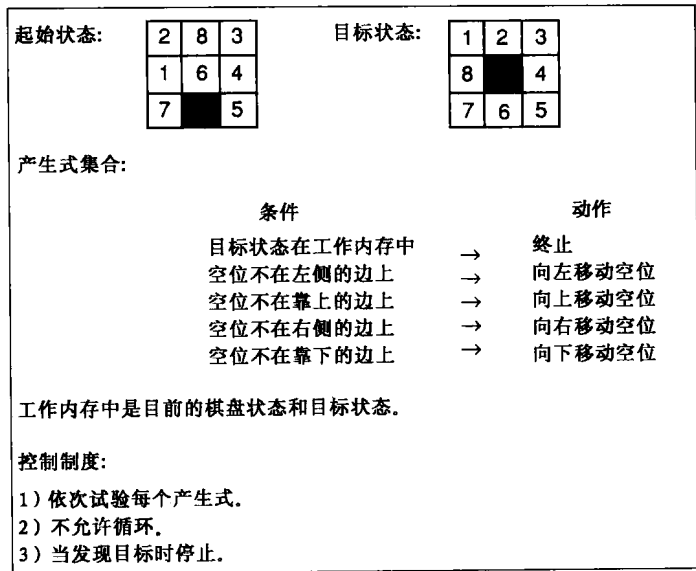 起始状态: 2 8 3 目标状态: 1 2 3
1 6 4 8 4
7 5 7 6 5
产生式集合:
条件 动作
目标状态在工作内存中 → 终止
空位不在左侧的边上 → 向左移动空位
空位不在靠上的边上 → 向上移动空位
空位不在右侧的边上 → 向右移动空位
空位不在靠下的边上 → 向下移动空位
工作内存中是目前的棋盘状态和目标状态。
控制制度:
1）依次试验每个产生式。
2）不允许循环。
3）当发现目标时停止。